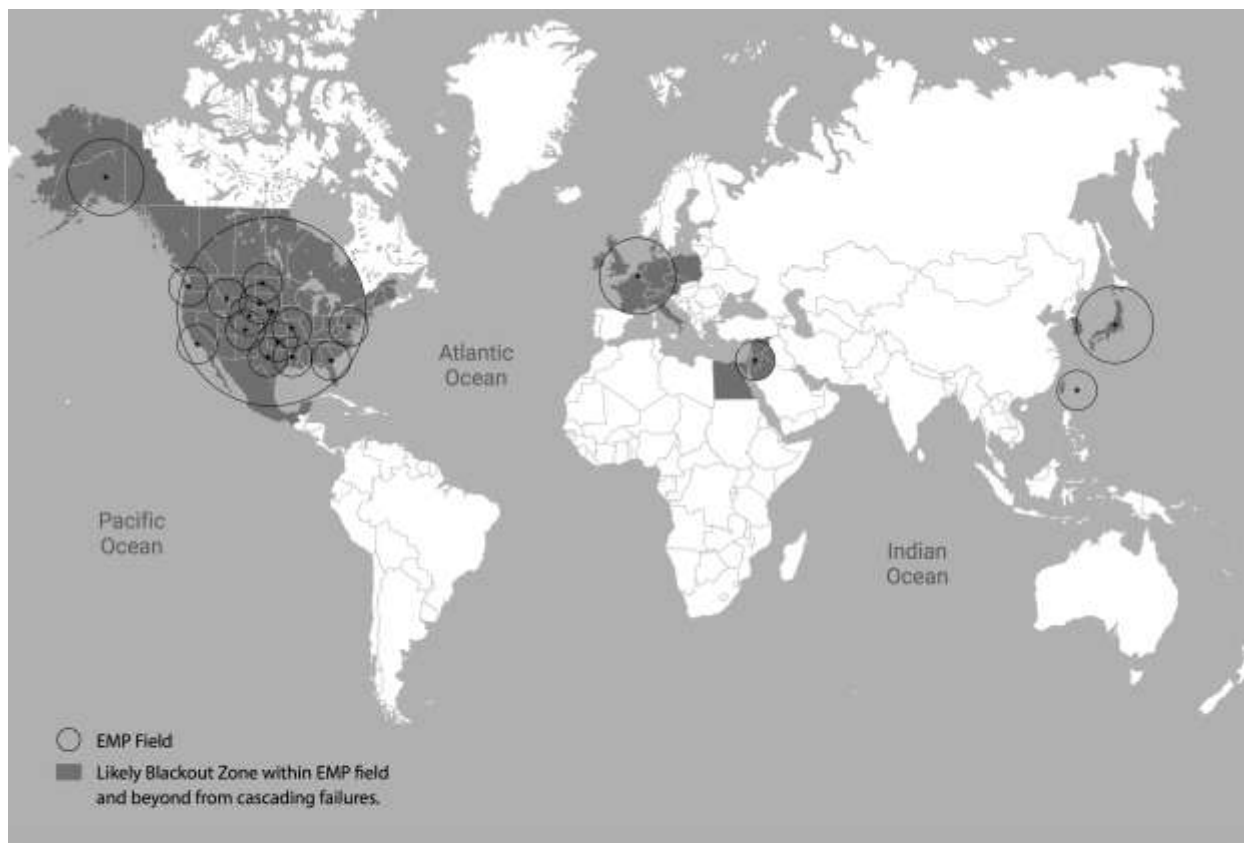 Atlantic
Ocean
Pacific
Ocean
Indian
Ocean
EMP Field
Likely Blackout Zone within EMP field
and beyond from cascading failures.